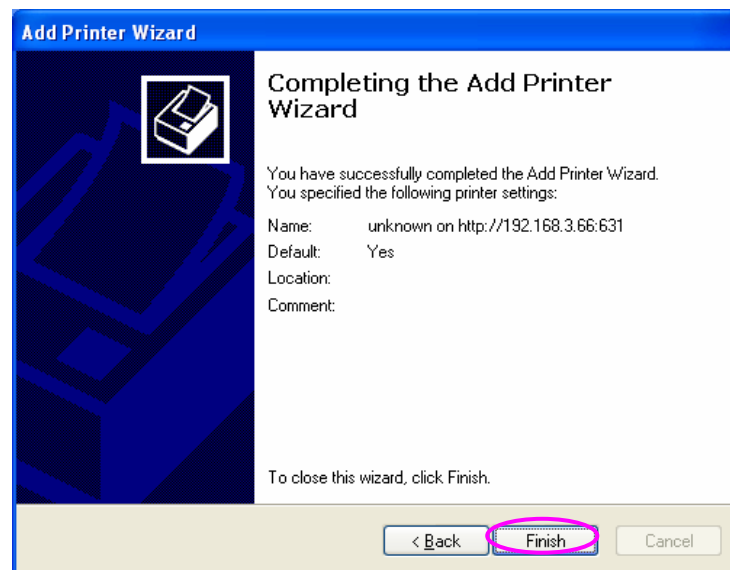 Add Printer Wizard
Completing the Add Printer
Wizard
You have successfully completed the Add Printer Wizard.
You specified the following printer settings:
Name: unknown on http://192.168.3.66:631
Default: Yes
Location:
Comment:
To close this wizard, click Finish.
< Back Finish Cancel